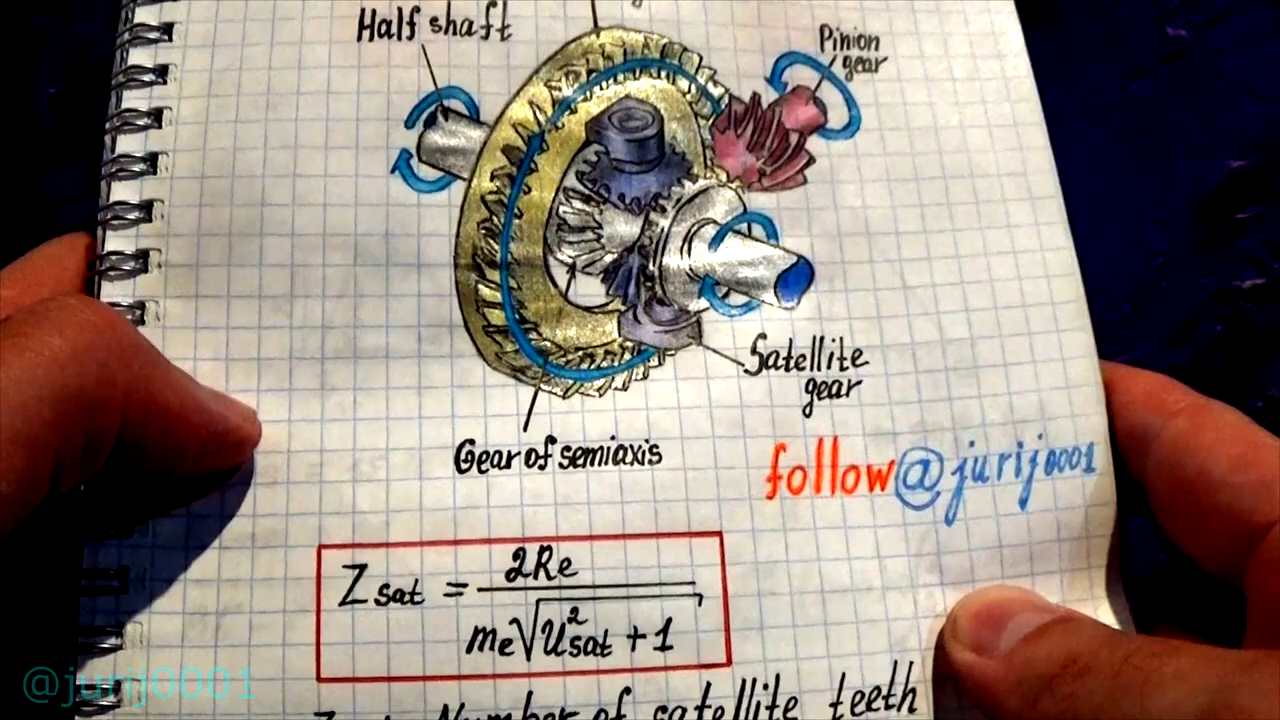 Half shaft
Pinion
gear
Satellite
gear
Gear of semiaxis
follow@jurij0001
Zsat = 2Re / me√U²sat + 1
Number of satellite teeth
@jurij0001